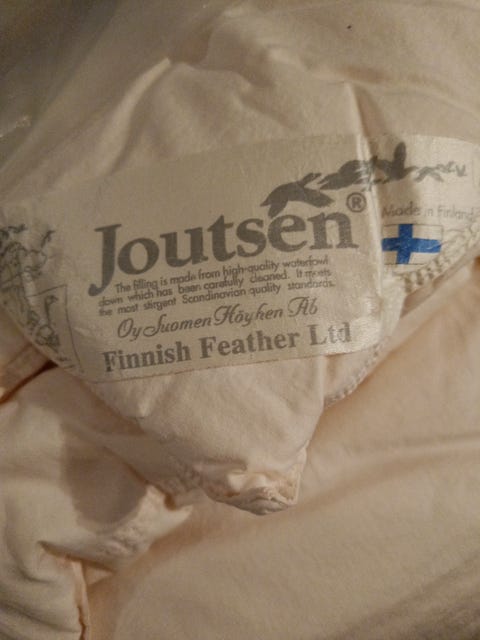 Joutsen®
The filling is made from high-quality waterfowl
down which has been carefully cleaned. It meets
the most strgent Scandinavian quality standards.
Oy Suomen Höyhen Ab
Finnish Feather Ltd
Made in Finland